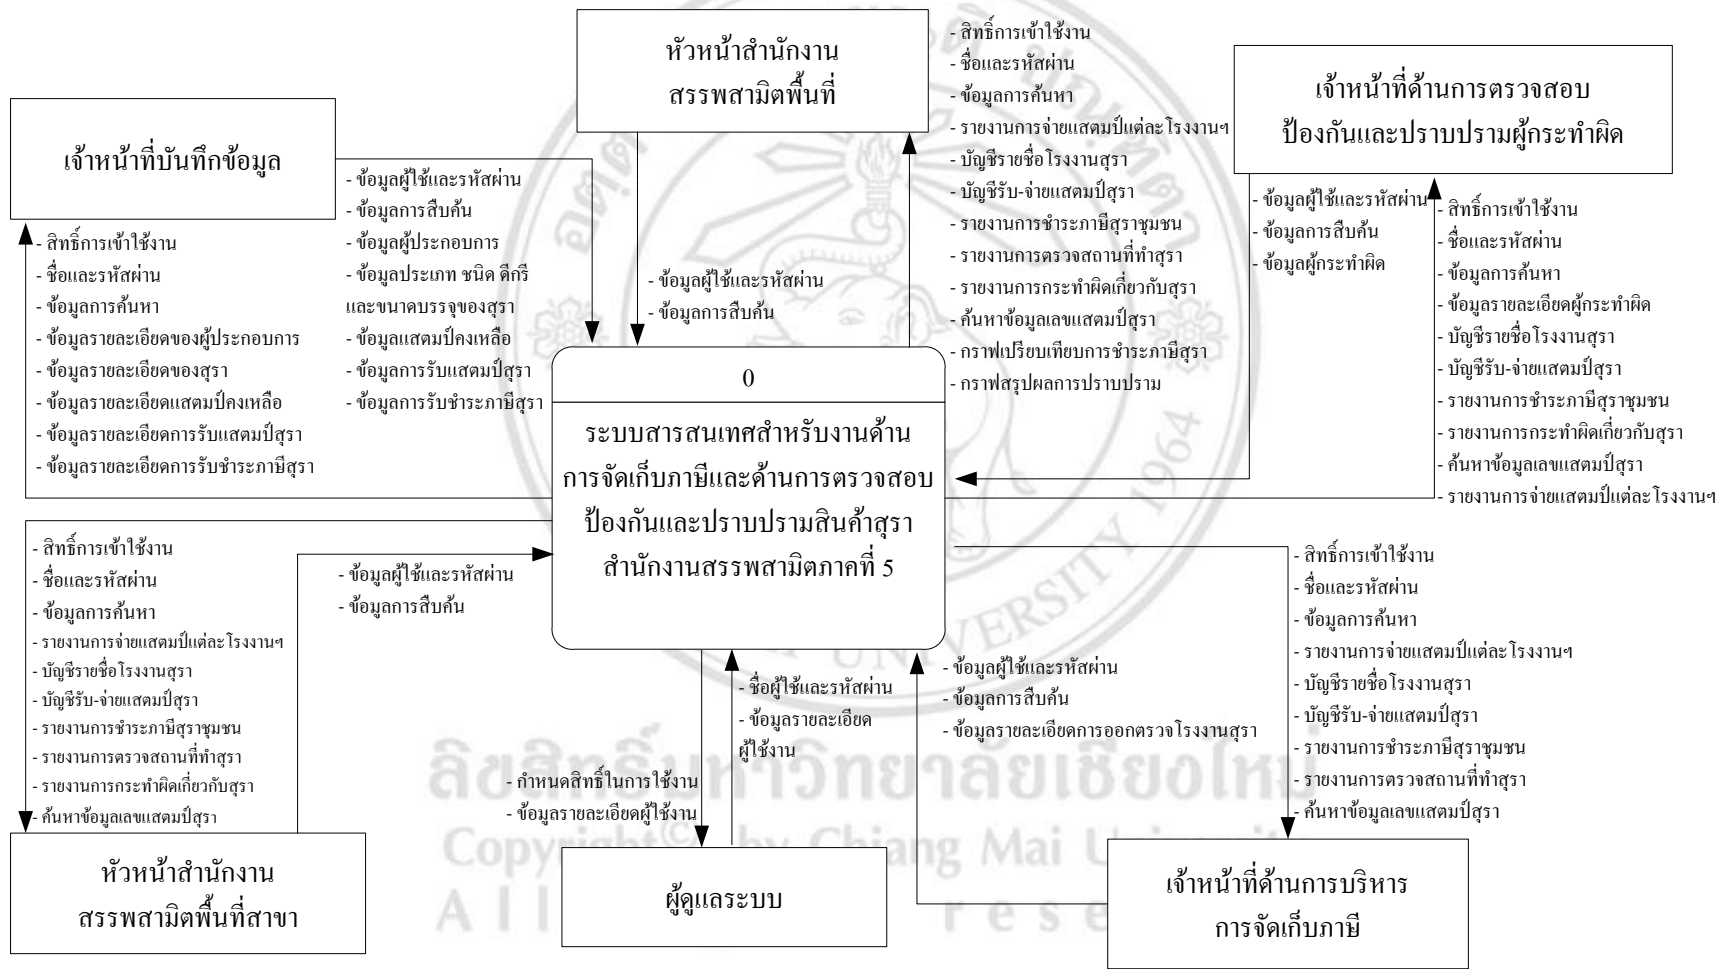 หัวหน้าสำนักงาน
สรรพสามิตพื้นที่
- สิทธิ์การเข้าใช้งาน
- ชื่อและรหัสผ่าน
- ข้อมูลการค้นหา
- รายงานการจ่ายแสตมป์แต่ละโรงงานฯ
- บัญชีรายชื่อโรงงานสุรา
- บัญชีรับ-จ่ายแสตมป์สุรา
- รายงานการชำระภาษีสุราชุมชน
- รายงานการตรวจสถานที่ทำสุรา
- รายงานการกระทำผิดเกี่ยวกับสุรา
- ค้นหาข้อมูลเลขแสตมป์สุรา
- กราฟเปรียบเทียบการชำระภาษีสุรา
- กราฟสรุปผลการปราบปราม
เจ้าหน้าที่ด้านการตรวจสอบ
ป้องกันและปราบปรามผู้กระทำผิด
เจ้าหน้าที่บันทึกข้อมูล
- ข้อมูลผู้ใช้และรหัสผ่าน
- ข้อมูลการสืบค้น
- ข้อมูลผู้ประกอบการ
- ข้อมูลประเภท ชนิด ดีกรี
และขนาดบรรจุของสุรา
- ข้อมูลแสตมป์คงเหลือ
- ข้อมูลการรับแสตมป์สุรา
- ข้อมูลการรับชำระภาษีสุรา
- สิทธิ์การเข้าใช้งาน
- ชื่อและรหัสผ่าน
- ข้อมูลการค้นหา
- ข้อมูลรายละเอียดของผู้ประกอบการ
- ข้อมูลรายละเอียดของสุรา
- ข้อมูลรายละเอียดแสตมป์คงเหลือ
- ข้อมูลรายละเอียดการรับแสตมป์สุรา
- ข้อมูลรายละเอียดการรับชำระภาษีสุรา
- ข้อมูลผู้ใช้และรหัสผ่าน
- ข้อมูลการสืบค้น
- ข้อมูลผู้ใช้และรหัสผ่าน
- ข้อมูลการสืบค้น
- ข้อมูลผู้กระทำผิด
- สิทธิ์การเข้าใช้งาน
- ชื่อและรหัสผ่าน
- ข้อมูลการค้นหา
- ข้อมูลรายละเอียดผู้กระทำผิด
- บัญชีรายชื่อโรงงานสุรา
- บัญชีรับ-จ่ายแสตมป์สุรา
- รายงานการชำระภาษีสุราชุมชน
- รายงานการกระทำผิดเกี่ยวกับสุรา
- ค้นหาข้อมูลเลขแสตมป์สุรา
- รายงานการจ่ายแสตมป์แต่ละโรงงานฯ
0
ระบบสารสนเทศสำหรับงานด้าน
การจัดเก็บภาษีและด้านการตรวจสอบ
ป้องกันและปราบปรามสินค้าสุรา
สำนักงานสรรพสามิตภาคที่ 5
- สิทธิ์การเข้าใช้งาน
- ชื่อและรหัสผ่าน
- ข้อมูลการค้นหา
- รายงานการจ่ายแสตมป์แต่ละโรงงานฯ
- บัญชีรายชื่อโรงงานสุรา
- บัญชีรับ-จ่ายแสตมป์สุรา
- รายงานการชำระภาษีสุราชุมชน
- รายงานการตรวจสถานที่ทำสุรา
- รายงานการกระทำผิดเกี่ยวกับสุรา
- ค้นหาข้อมูลเลขแสตมป์สุรา
- ข้อมูลผู้ใช้และรหัสผ่าน
- ข้อมูลการสืบค้น
- ชื่อผู้ใช้และรหัสผ่าน
- ข้อมูลรายละเอียด
ผู้ใช้งาน
- กำหนดสิทธิ์ในการใช้งาน
- ข้อมูลรายละเอียดผู้ใช้งาน
- ข้อมูลผู้ใช้และรหัสผ่าน
- ข้อมูลการสืบค้น
- ข้อมูลรายละเอียดการออกตรวจโรงงานสุรา
- สิทธิ์การเข้าใช้งาน
- ชื่อและรหัสผ่าน
- ข้อมูลการค้นหา
- รายงานการจ่ายแสตมป์แต่ละโรงงานฯ
- บัญชีรายชื่อโรงงานสุรา
- บัญชีรับ-จ่ายแสตมป์สุรา
- รายงานการชำระภาษีสุราชุมชน
- รายงานการตรวจสถานที่ทำสุรา
- ค้นหาข้อมูลเลขแสตมป์สุรา
หัวหน้าสำนักงาน
สรรพสามิตพื้นที่สาขา
ผู้ดูแลระบบ
เจ้าหน้าที่ด้านการบริหาร
การจัดเก็บภาษี
ลิขสิทธิ์มหาวิทยาลัยเชียงใหม่
Copyright© by Chiang Mai
UNIVERSITY 1964